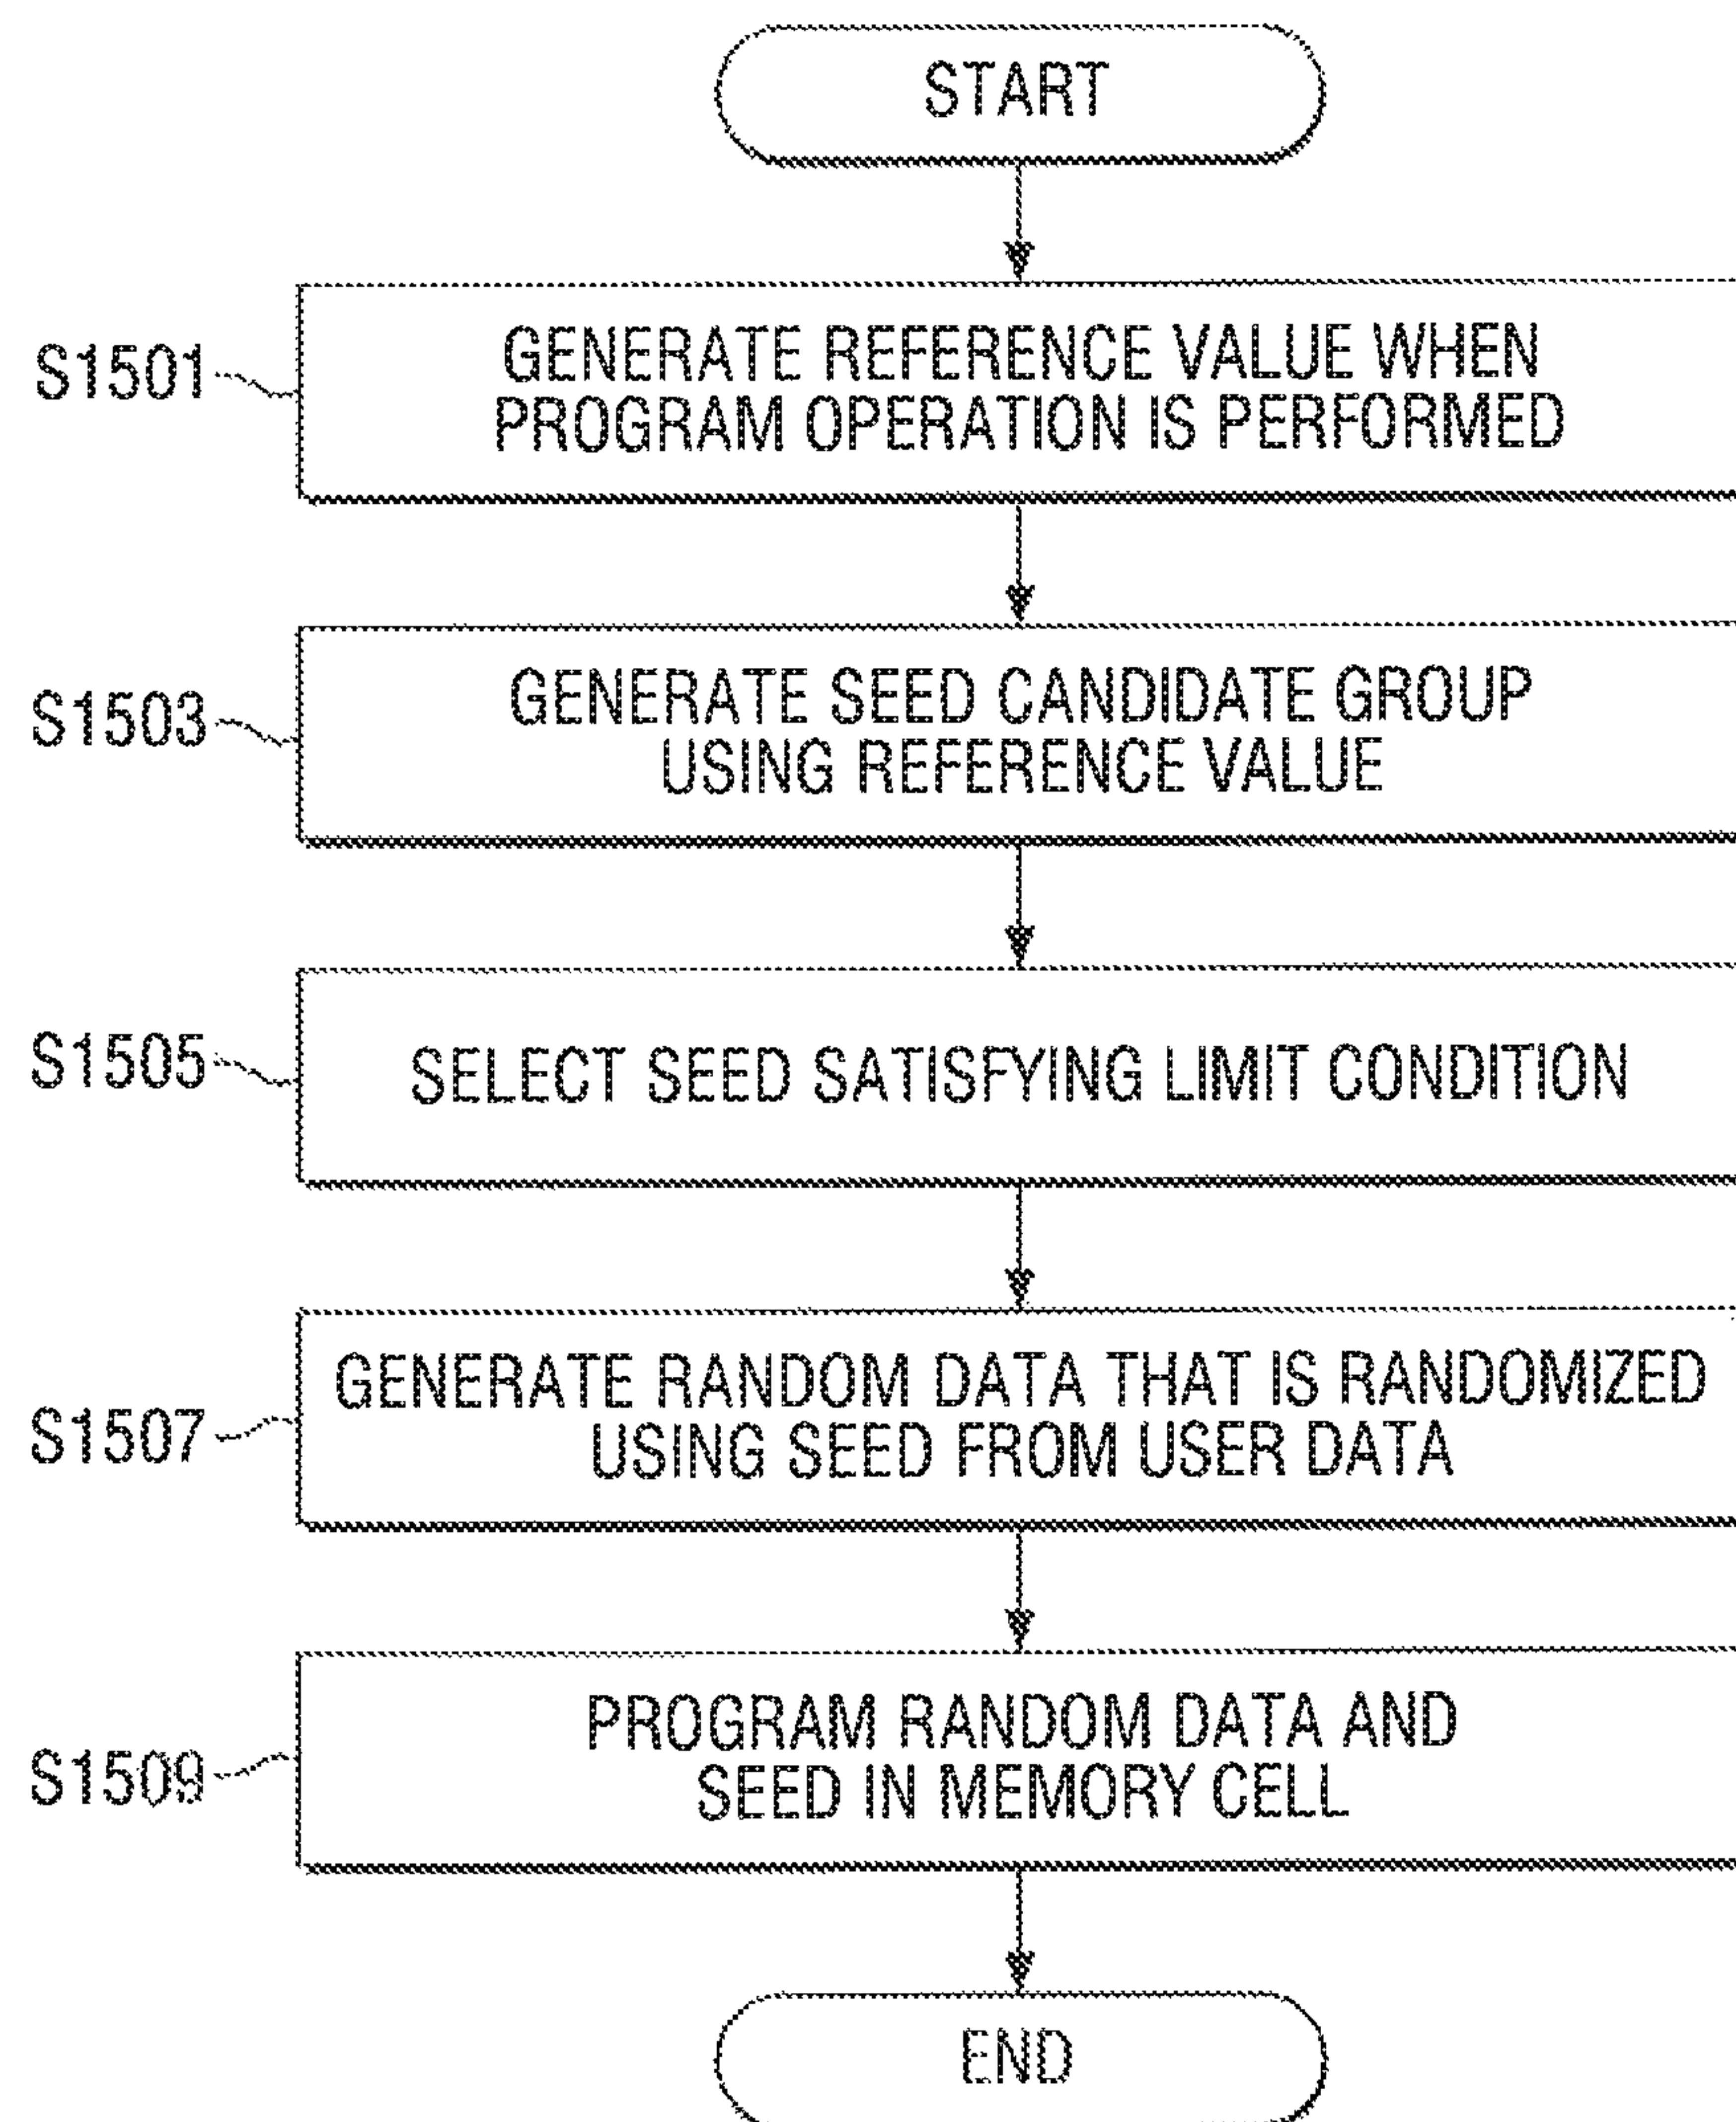 START
S1501
GENERATE REFERENCE VALUE WHEN
PROGRAM OPERATION IS PERFORMED
S1503
GENERATE SEED CANDIDATE GROUP
USING REFERENCE VALUE
S1505
SELECT SEED SATISFYING LIMIT CONDITION
S1507
GENERATE RANDOM DATA THAT IS RANDOMIZED
USING SEED FROM USER DATA
S1509
PROGRAM RANDOM DATA AND
SEED IN MEMORY CELL
END